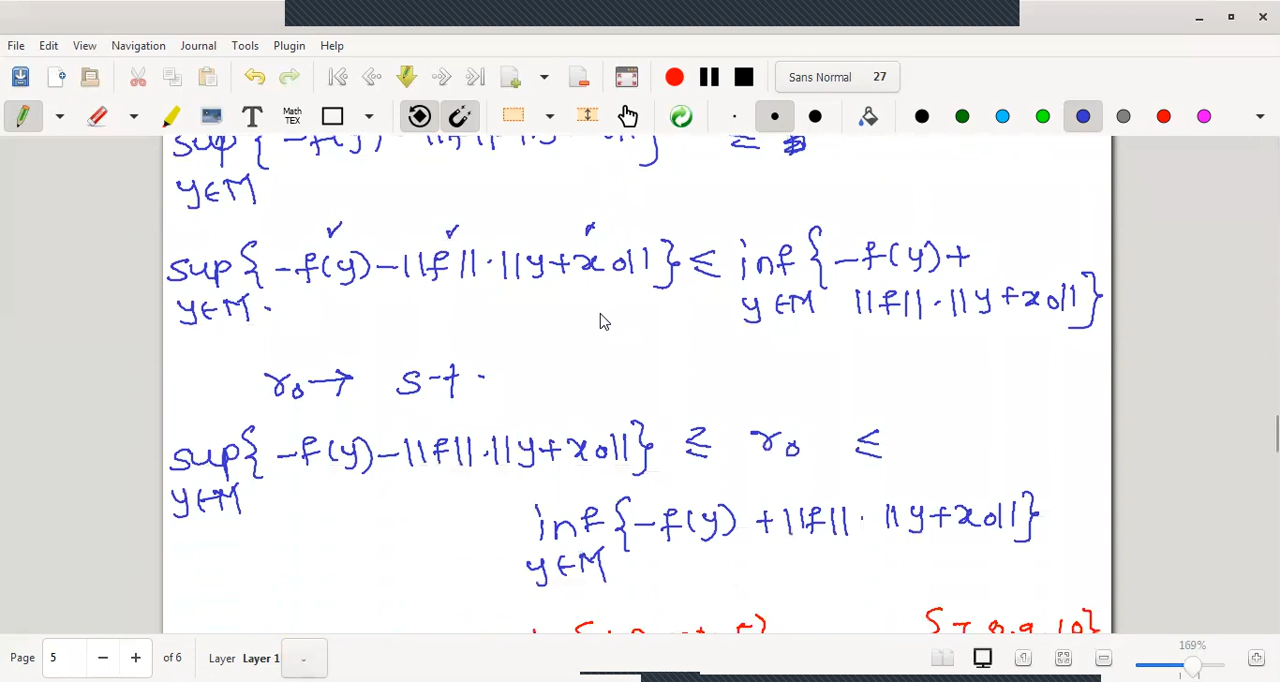 File Edit View Navigation Journal Tools Plugin Help
Sans Normal 27
T Math TEX
y∈M
sup{ -f(y)-||f||·||y+x0||} ≤ inf{-f(y)+
y∈M y∈M ||f||·||y+x0||}
r0→ s-t
sup{ -f(y)-||f||·||y+x0||} ≤ r0 ≤
y∈M
inf{-f(y) +||f||· ||y+x0||}
y∈M
Page 5 of 6 Layer Layer 1 169%